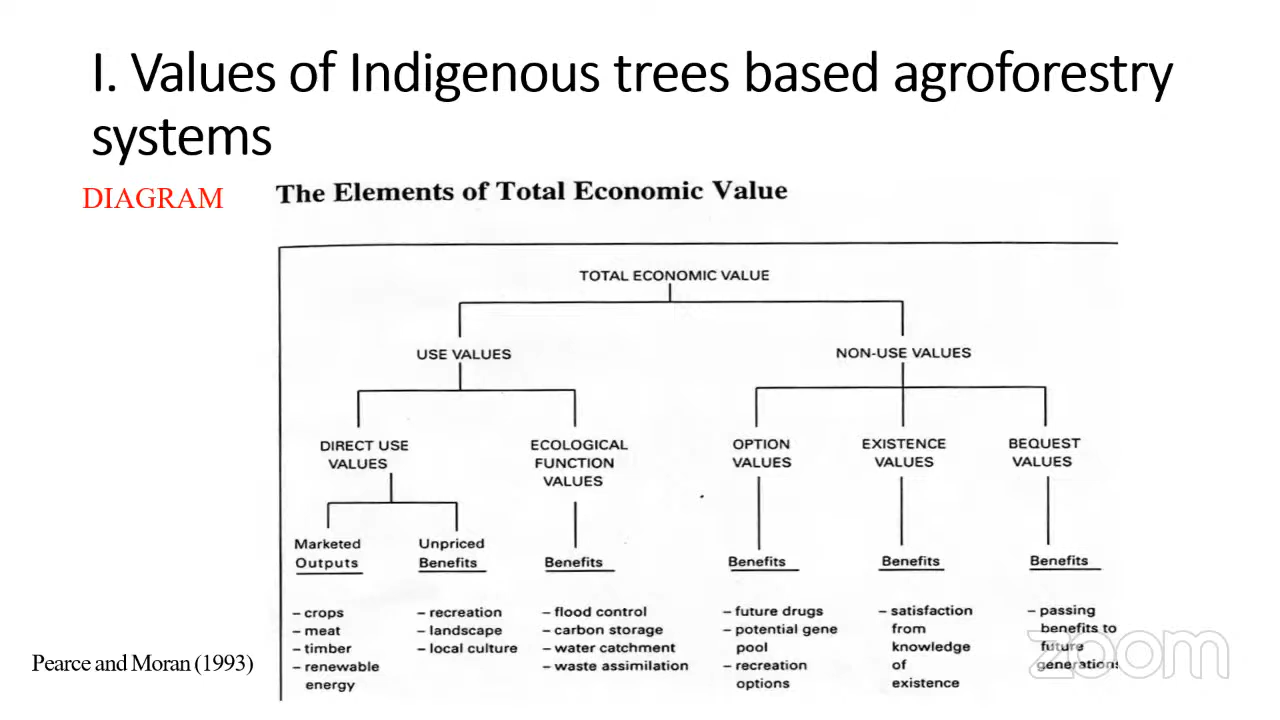 I. Values of Indigenous trees based agroforestry
systems
DIAGRAM
The Elements of Total Economic Value
TOTAL ECONOMIC VALUE
USE VALUES
NON-USE VALUES
DIRECT USE
VALUES
ECOLOGICAL
FUNCTION
VALUES
OPTION
VALUES
EXISTENCE
VALUES
BEQUEST
VALUES
Marketed
Outputs
Unpriced
Benefits
Benefits
Benefits
Benefits
Benefits
– crops
– meat
– timber
– renewable
energy
– recreation
– landscape
– local culture
– flood control
– carbon storage
– water catchment
– waste assimilation
– future drugs
– potential gene
pool
– recreation
options
– satisfaction
from
knowledge
of
existence
– passing
benefits to
future
generations
Pearce and Moran (1993)
zoom